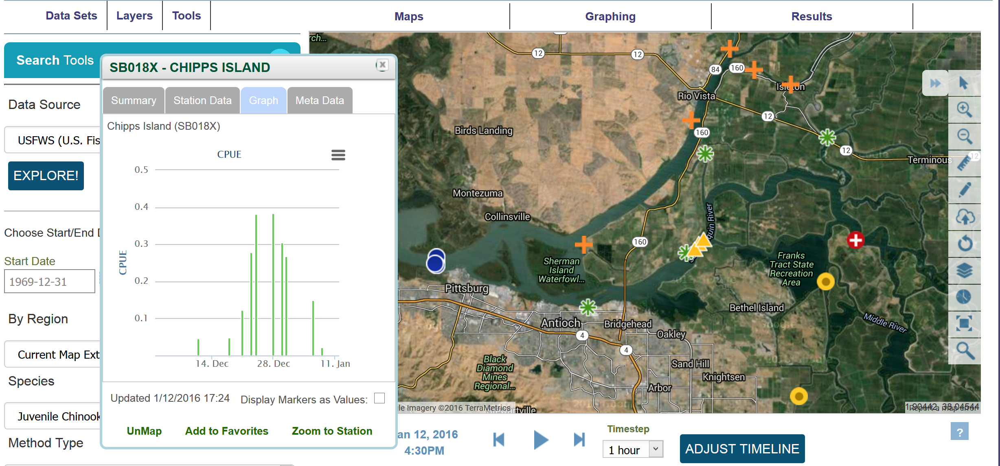 Data Sets
Layers
Tools
Maps
Graphing
Results
Search Tools
Data Source
USFWS (U.S. Fis
EXPLORE!
Choose Start/End D
Start Date
1969-12-31
By Region
Current Map Ext
Species
Juvenile Chinook
Method Type
SB018X - CHIPPS ISLAND
x
Summary
Station Data
Graph
Meta Data
Chipps Island (SB018X)
CPUE
CPUE
0.5
0.4
0.3
0.2
0.1
14. Dec
28. Dec
11. Jan
Updated 1/12/2016 17:24
Display Markers as Values:
UnMap
Add to Favorites
Zoom to Station
rch...
12
12
84
160
Isleton
Rio Vista
12
160
12
12
Terminous
Birds Landing
Montezuma
Collinsville
quin River
160
Sherman
Island
Waterfowl...
Franks
Tract State
Recreation
Area
Pittsburg
Bethel Island
Middle River
Antioch
Bridgehead
4
Oakley
4
Black
Diamond
Mines
Regional...
Sand Hill
Knightsen
Arbor
le Imagery ©2016 TerraMetrics
Report a map error
1.90442, 38.04544
an 12, 2016
4:30PM
Timestep
1 hour
ADJUST TIMELINE
?